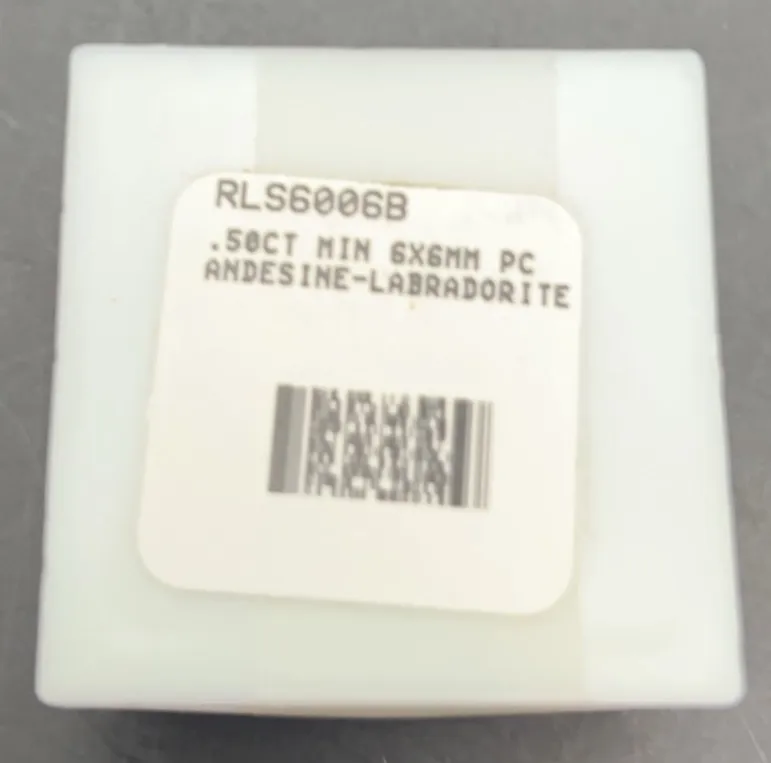 RLS6006B
.50CT MIN 6X6MM PC
ANDESINE-LABRADORITE